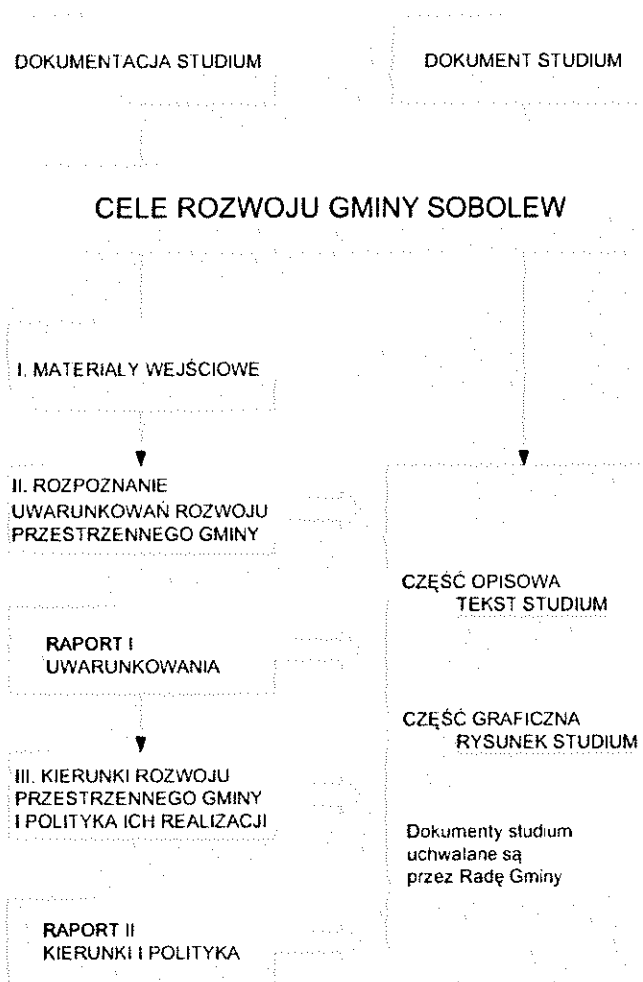 DOKUMENTACJA STUDIUM
DOKUMENT STUDIUM
CELE ROZWOJU GMINY SOBOLEW
I. MATERIAŁY WEJŚCIOWE
II. ROZPOZNANIE
UWARUNKOWAŃ ROZWOJU
PRZESTRZENNEGO GMINY
RAPORT I
UWARUNKOWANIA
III. KIERUNKI ROZWOJU
PRZESTRZENNEGO GMINY
I POLITYKA ICH REALIZACJI
RAPORT II
KIERUNKI I POLITYKA
CZĘŚĆ OPISOWA
TEKST STUDIUM
CZĘŚĆ GRAFICZNA
RYSUNEK STUDIUM
Dokumenty studium
uchwalane są
przez Radę Gminy